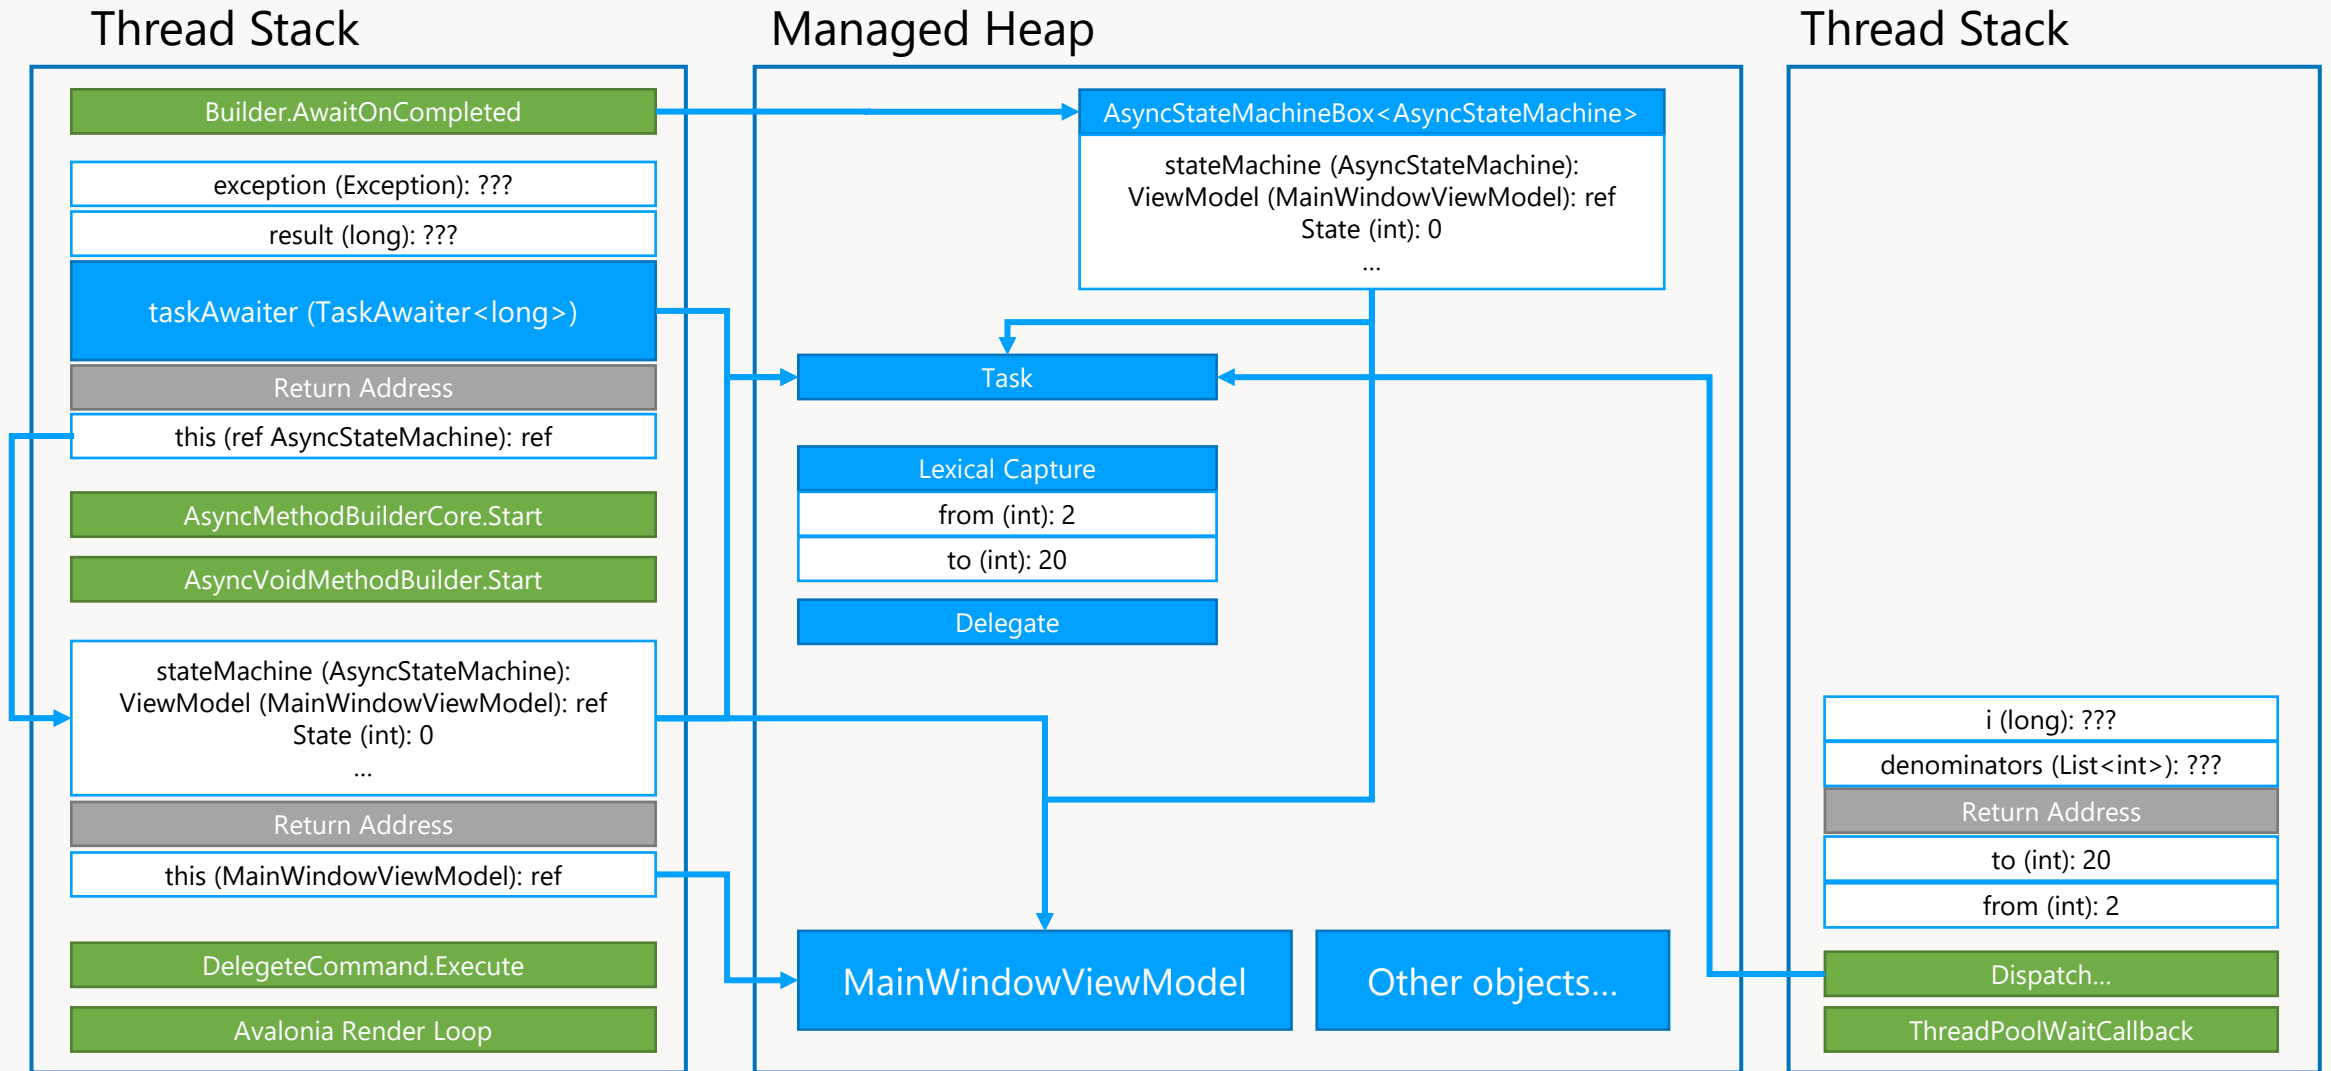 Thread Stack
Builder.AwaitOnCompleted
exception (Exception): ???
result (long): ???
taskAwaiter (TaskAwaiter<long>)
Return Address
this (ref AsyncStateMachine): ref
AsyncMethodBuilderCore.Start
AsyncVoidMethodBuilder.Start
stateMachine (AsyncStateMachine):
ViewModel (MainWindowViewModel): ref
State (int): 0
...
Return Address
this (MainWindowViewModel): ref
DelegeteCommand.Execute
Avalonia Render Loop
Managed Heap
AsyncStateMachineBox<AsyncStateMachine>
stateMachine (AsyncStateMachine):
ViewModel (MainWindowViewModel): ref
State (int): 0
...
Task
Lexical Capture
from (int): 2
to (int): 20
Delegate
MainWindowViewModel
Other objects...
Thread Stack
i (long): ???
denominators (List<int>): ???
Return Address
to (int): 20
from (int): 2
Dispatch...
ThreadPoolWaitCallback